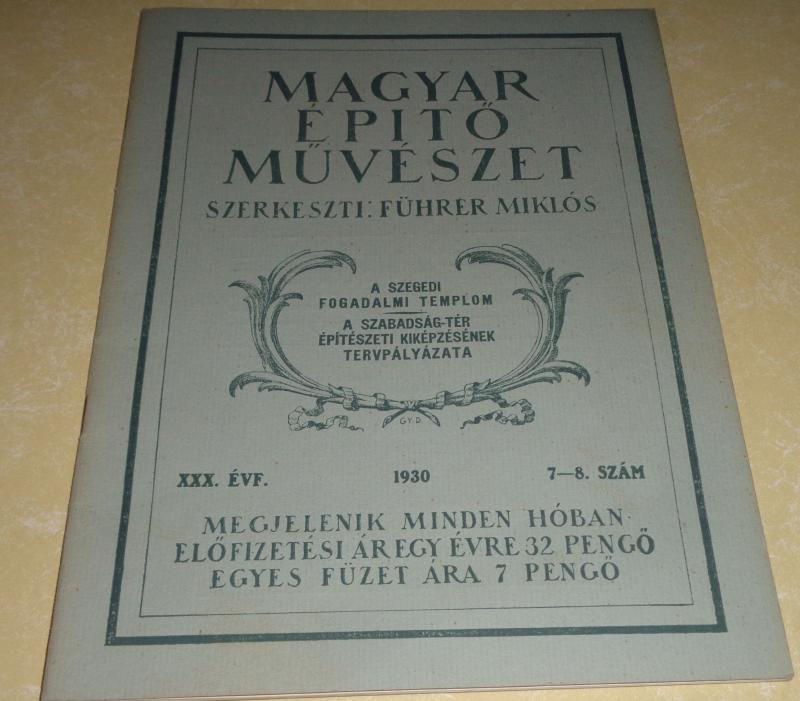 MAGYAR
ÉPITŐ
MŰVÉSZET
SZERKESZTI: FÜHRER MIKLÓS
A SZEGEDI
FOGADALMI TEMPLOM
A SZABADSÁG-TÉR
ÉPÍTÉSZETI KIKÉPZÉSÉNEK
TERVPÁLYÁZATA
GY.D.
XXX. ÉVF. 1930 7—8. SZÁM
MEGJELENIK MINDEN HÓBAN
ELŐFIZETÉSI ÁR EGY ÉVRE 32 PENGŐ
EGYES FÜZET ÁRA 7 PENGŐ